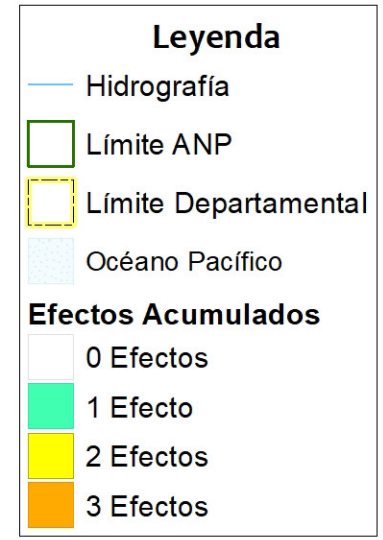 Leyenda
Hidrografía
Límite ANP
Límite Departamental
Océano Pacífico
Efectos Acumulados
0 Efectos
1 Efecto
2 Efectos
3 Efectos